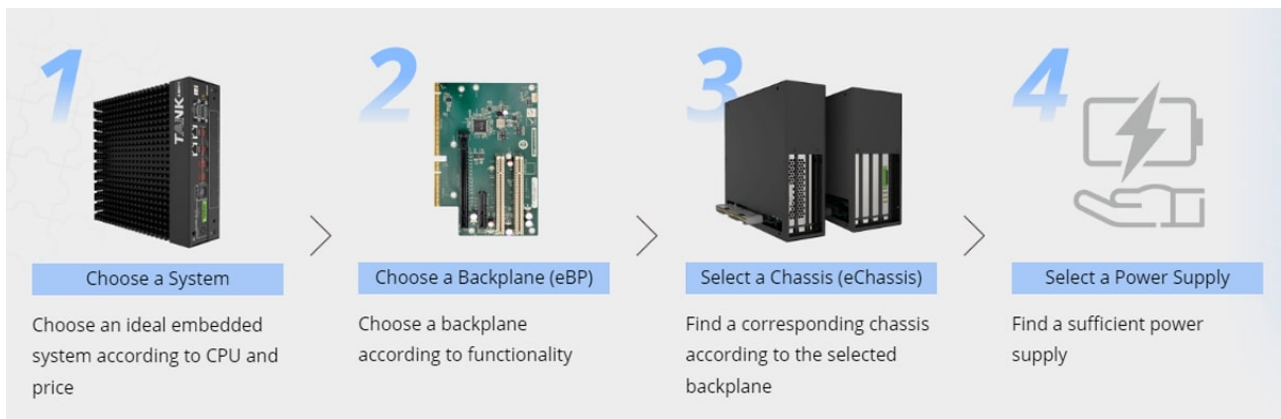 1
2
3
4
TANK
Choose a System
Choose a Backplane (eBP)
Select a Chassis (eChassis)
Select a Power Supply
Choose an ideal embedded
system according to CPU and
price
Choose a backplane
according to functionality
Find a corresponding chassis
according to the selected
backplane
Find a sufficient power
supply